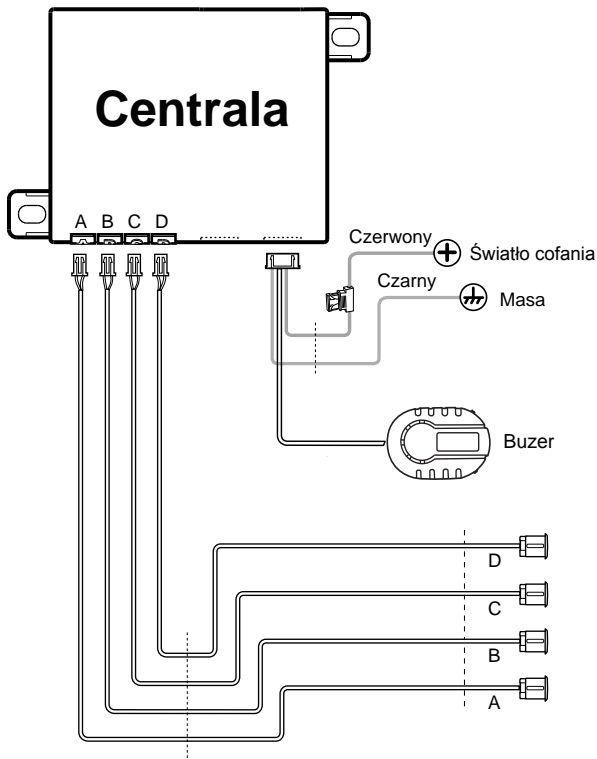 Centrala
A B C D
Czerwony
Światło cofania
Czarny
Masa
Buzer
D
C
B
A